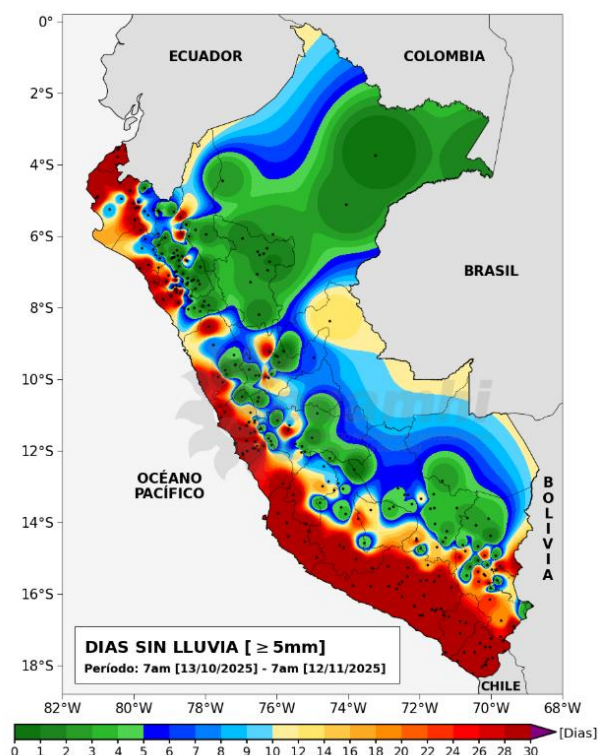 0°
ECUADOR
COLOMBIA
2°S
4°S
6°S
BRASIL
8°S
10°S
senamhi
12°S
OCÉANO
PACÍFICO
BOLIVIA
14°S
16°S
DIAS SIN LLUVIA [ ≥ 5mm]
Período: 7am [13/10/2025] - 7am [12/11/2025]
18°S
CHILE
82°W 80°W 78°W 76°W 74°W 72°W 70°W 68°W
[Dias]
0 1 2 3 4 5 6 7 8 9 10 12 14 16 18 20 22 24 26 28 30